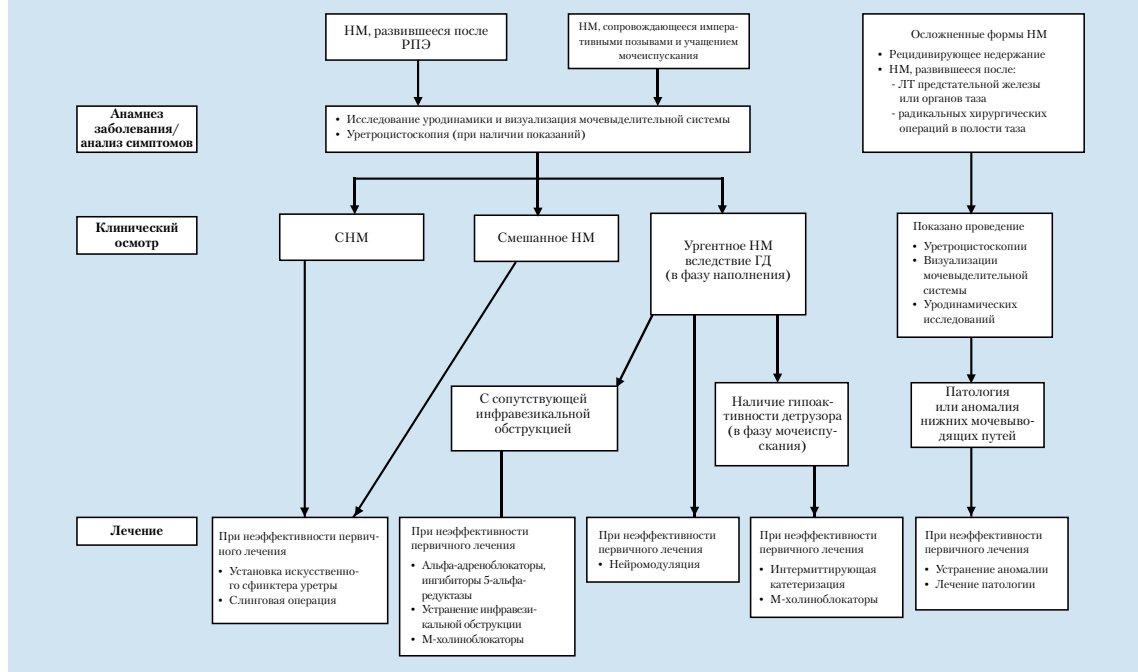 НМ, развившееся после
РПЭ
НМ, сопровождающееся импера-
тивными позывами и учащением
мочеиспускания
Осложненные формы НМ
• Рецидивирующее недержание
• НМ, развившееся после:
- ЛТ предстательной железы
или органов таза
- радикальных хирургических
операций в полости таза
Анамнез
заболевания/
анализ симптомов
• Исследование уродинамики и визуализация мочевыделительной системы
• Уретроцистоскопия (при наличии показаний)
Клинический
осмотр
СНМ
Смешанное НМ
Ургентное НМ
вследствие ГД
(в фазу наполнения)
Показано проведение
• Уретроцистоскопии
• Визуализации
мочевыделительной
системы
• Уродинамических
исследований
С сопутствующей
инфравезикальной
обструкцией
Наличие гипоак-
тивности детрузора
(в фазу мочеиспу-
скания)
Патология
или аномалия
нижних мочевыво-
дящих путей
Лечение
При неэффективности первич-
ного лечения
• Установка искусственно-
го сфинктера уретры
• Слинговая операция
При неэффективности
первичного лечения
• Альфа-адреноблокаторы,
ингибиторы 5-альфа-
редуктазы
• Устранение инфравези-
кальной обструкции
• М-холиноблокаторы
При неэффективности
первичного лечения
• Нейромодуляция
При неэффективности
первичного лечения
• Интермиттирующая
катетеризация
• М-холиноблокаторы
При неэффективности
первичного лечения
• Устранение аномалии
• Лечение патологии